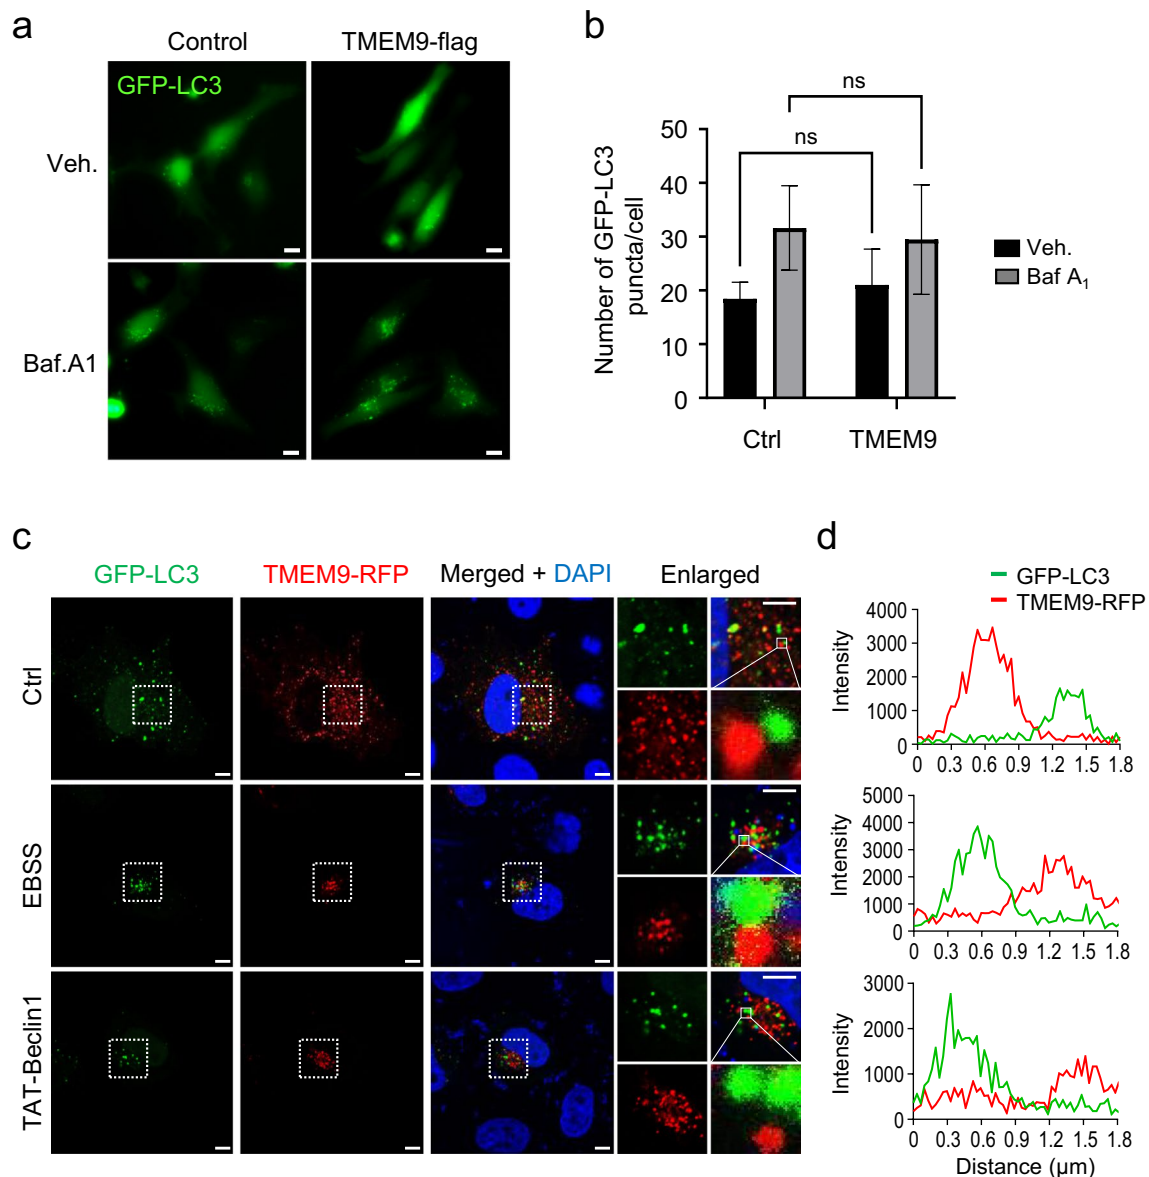 a
Control
TMEM9-flag
GFP-LC3
Veh.
Baf.A1
b
ns
ns
Number of GFP-LC3
puncta/cell
50
40
30
20
10
0
Ctrl
TMEM9
Veh.
Baf A₁
c
GFP-LC3
TMEM9-RFP
Merged + DAPI
Enlarged
Ctrl
EBSS
TAT-Beclin1
d
GFP-LC3
TMEM9-RFP
Intensity
4000
3000
2000
1000
0
0 0.3 0.6 0.9 1.2 1.5 1.8
Intensity
5000
4000
3000
2000
1000
0
0 0.3 0.6 0.9 1.2 1.5 1.8
Intensity
3000
2000
1000
0
0 0.3 0.6 0.9 1.2 1.5 1.8
Distance (µm)